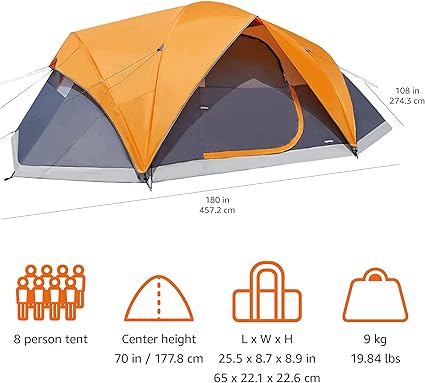 108 in
274.3 cm
180 in
457.2 cm
8 person tent
Center height
70 in / 177.8 cm
L x W x H
25.5 x 8.7 x 8.9 in
65 x 22.1 x 22.6 cm
9 kg
19.84 lbs